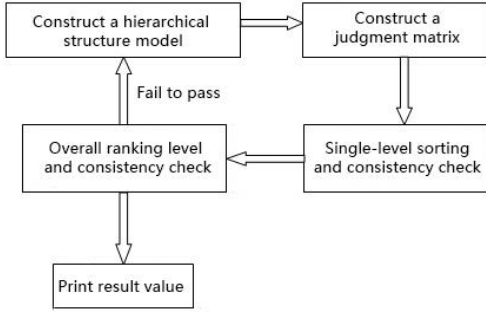 Construct a hierarchical
structure model
Construct a
judgment matrix
Fail to pass
Overall ranking level
and consistency check
Single-level sorting
and consistency check
Print result value